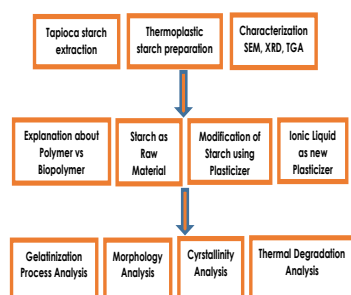 Tapioca starch
extraction
Thermoplastic
starch preparation
Characterization
SEM, XRD, TGA
Explanation about
Polymer vs
Biopolymer
Starch as
Raw
Material
Modification of
Starch using
Plasticizer
Ionic Liquid
as new
Plasticizer
Gelatinization
Process Analysis
Morphology
Analysis
Cyrstallinity
Analysis
Thermal Degradation
Analysis